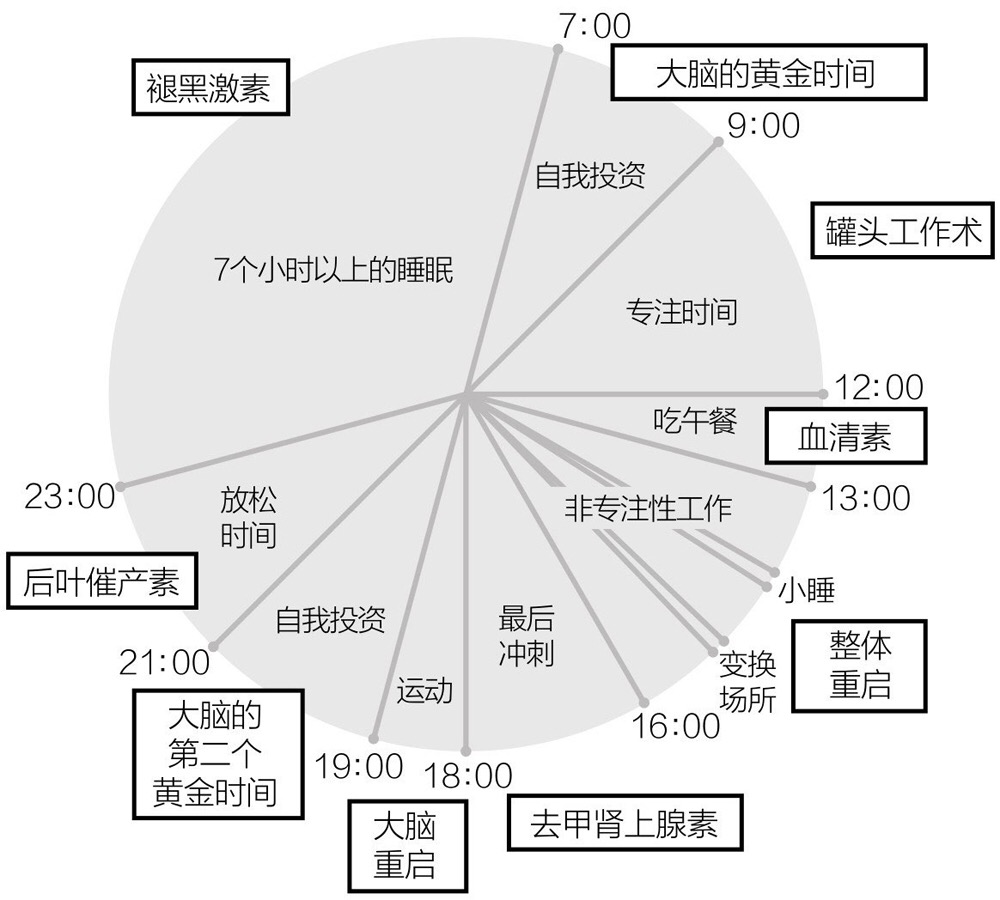 7:00
大脑的黄金时间
褪黑激素
9:00
自我投资
罐头工作术
7个小时以上的睡眠
专注时间
12:00
吃午餐
血清素
23:00
13:00
放松
时间
非专注性工作
后叶催产素
小睡
自我投资
最后
冲刺
整体
重启
21:00
变换
场所
运动
16:00
大脑的
第二个
黄金时间
19:00
18:00
大脑
重启
去甲肾上腺素